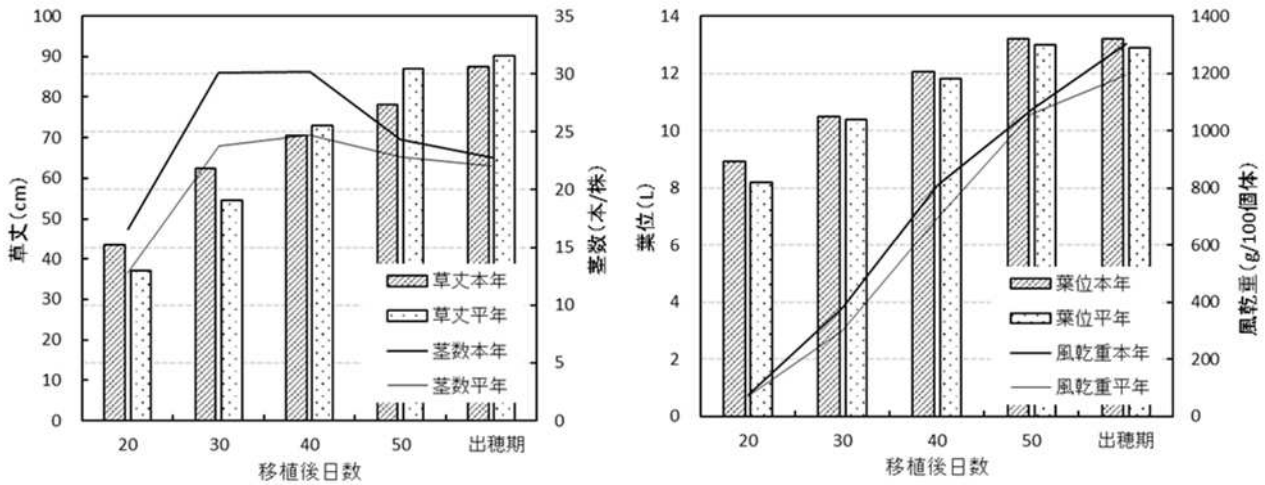 草丈(cm)
100
90
80
70
60
50
40
30
20
10
0
茎数(本/株)
35
30
25
20
15
10
5
0
草丈本年
草丈平年
茎数本年
茎数平年
20 30 40 50 出穂期
移植後日数
葉位(L)
14
12
10
8
6
4
2
0
風乾重(g/100個体)
1400
1200
1000
800
600
400
200
0
葉位本年
葉位平年
風乾重本年
風乾重平年
20 30 40 50 出穂期
移植後日数